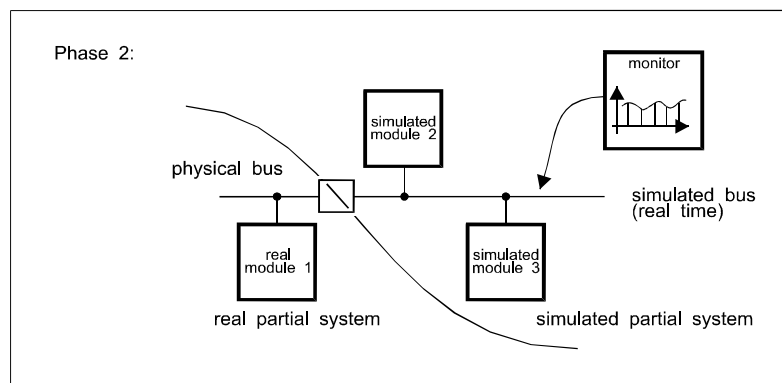 Phase 2:
monitor
simulated
module 2
physical bus
simulated bus
(real time)
real
module 1
simulated
module 3
real partial system
simulated partial system